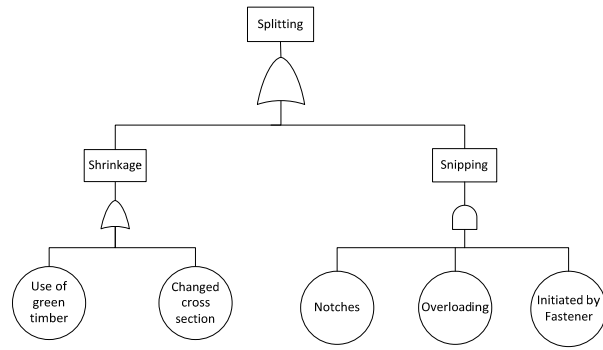 Splitting
Shrinkage
Snipping
Use of
green
timber
Changed
cross
section
Notches
Overloading
Initiated by
Fastener